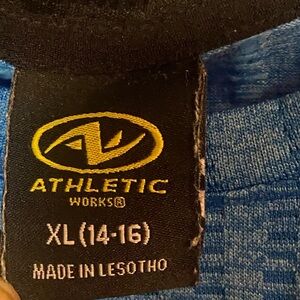 ATHLETIC
WORKS®
XL (14-16)
MADE IN LESOTHO